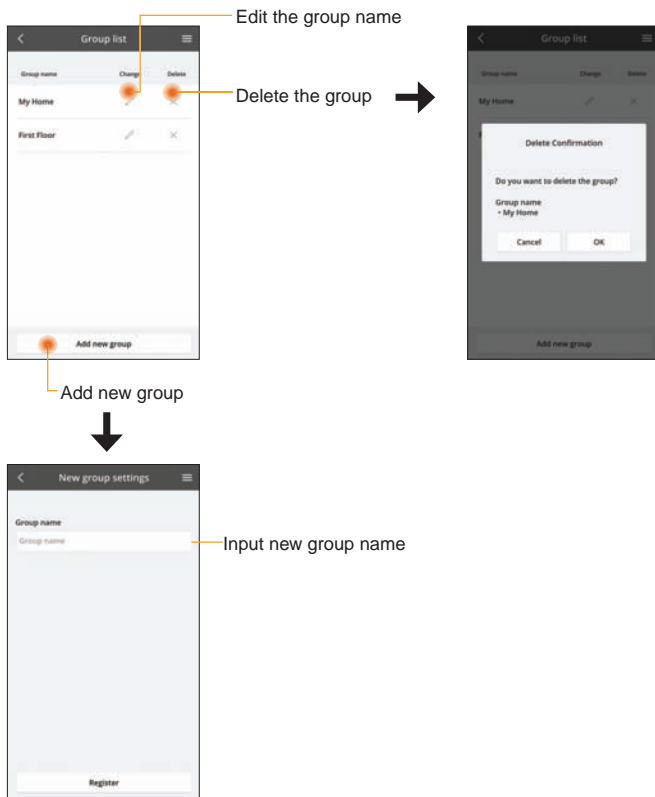 Edit the group name
Group list
Group name Change Delete
My Home
First Floor
Add new group
Delete the group
Group list
Group name Change Delete
My Home
Delete Confirmation
Do you want to delete the group?
Group name
• My Home
Cancel OK
Add new group
Add new group
New group settings
Group name
Group name
Input new group name
Register